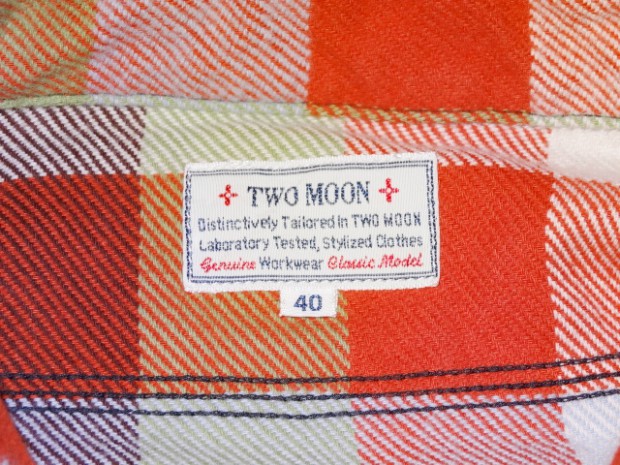 TWO MOON
Distinctively Tailored In TWO MOON
Laboratory Tested, Stylized Clothes
Genuine Workwear Classic Model
40